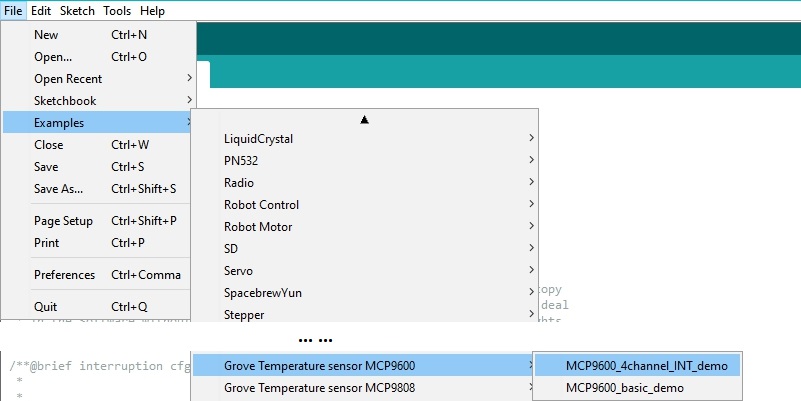 File Edit Sketch Tools Help
New Ctrl+N
Open... Ctrl+O
Open Recent
Sketchbook
Examples
Close Ctrl+W
Save Ctrl+S
Save As... Ctrl+Shift+S
Page Setup Ctrl+Shift+P
Print Ctrl+P
Preferences Ctrl+Comma
Quit Ctrl+Q
LiquidCrystal
PN532
Radio
Robot Control
Robot Motor
SD
Servo
SpacebrewYun
Stepper
deal
... ...
/**@brief interruption cfg
*
*
Grove Temperature sensor MCP9600
Grove Temperature sensor MCP9808
MCP9600_4channel_INT_demo
MCP9600_basic_demo